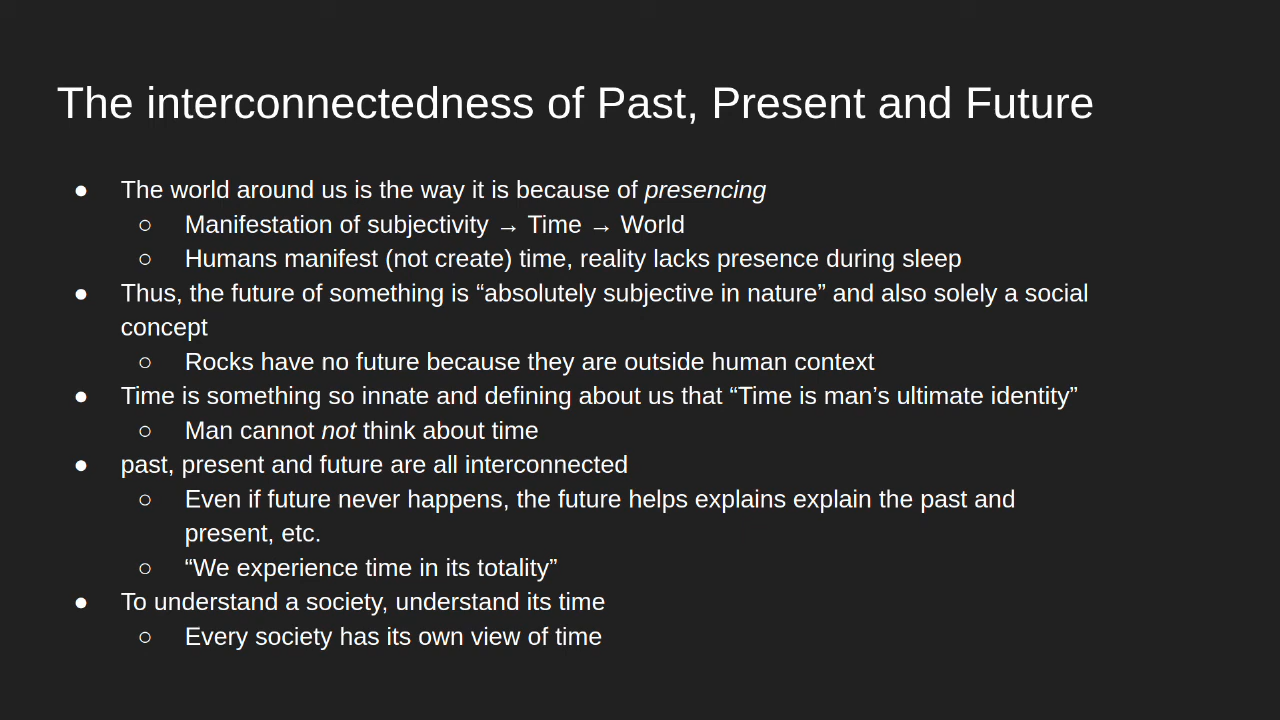 The interconnectedness of Past, Present and Future
● The world around us is the way it is because of presencing
○ Manifestation of subjectivity → Time → World
○ Humans manifest (not create) time, reality lacks presence during sleep
● Thus, the future of something is “absolutely subjective in nature” and also solely a social
concept
○ Rocks have no future because they are outside human context
● Time is something so innate and defining about us that “Time is man’s ultimate identity”
○ Man cannot not think about time
● past, present and future are all interconnected
○ Even if future never happens, the future helps explains explain the past and
present, etc.
○ “We experience time in its totality”
● To understand a society, understand its time
○ Every society has its own view of time